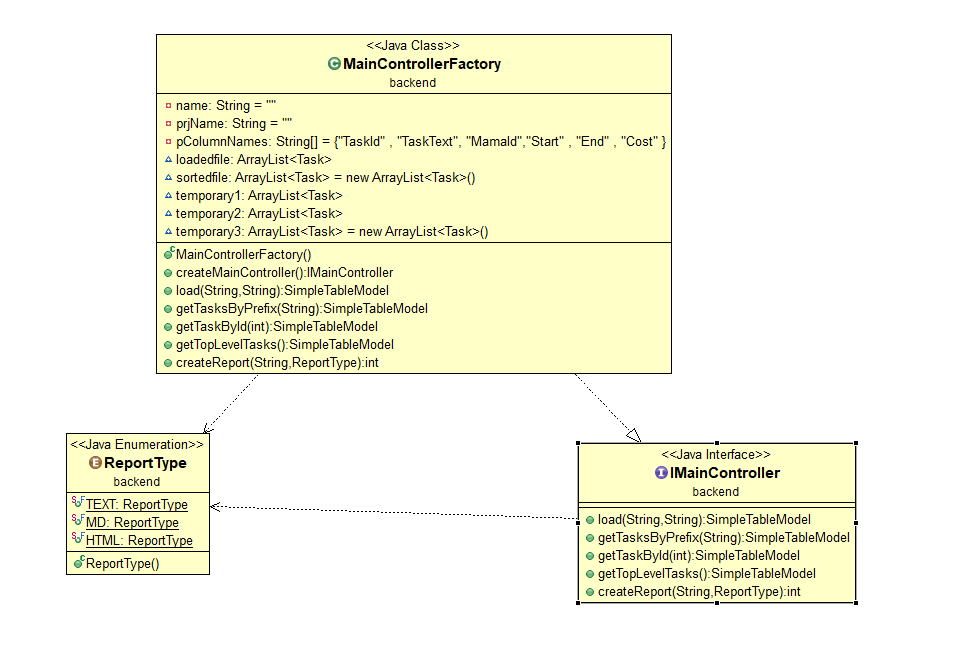 <<Java Class>>
MainControllerFactory
backend
name: String = ""
prjName: String = ""
pColumnNames: String[] = {"TaskId" , "TaskText", "MamaId","Start" , "End" , "Cost" }
loadedfile: ArrayList<Task>
sortedfile: ArrayList<Task> = new ArrayList<Task>()
temporary1: ArrayList<Task>
temporary2: ArrayList<Task>
temporary3: ArrayList<Task> = new ArrayList<Task>()
MainControllerFactory()
createMainController():IMainController
load(String,String):SimpleTableModel
getTasksByPrefix(String):SimpleTableModel
getTaskById(int):SimpleTableModel
getTopLevelTasks():SimpleTableModel
createReport(String,ReportType):int
<<Java Enumeration>>
ReportType
backend
TEXT: ReportType
MD: ReportType
HTML: ReportType
ReportType()
<<Java Interface>>
IMainController
backend
load(String,String):SimpleTableModel
getTasksByPrefix(String):SimpleTableModel
getTaskById(int):SimpleTableModel
getTopLevelTasks():SimpleTableModel
createReport(String,ReportType):int